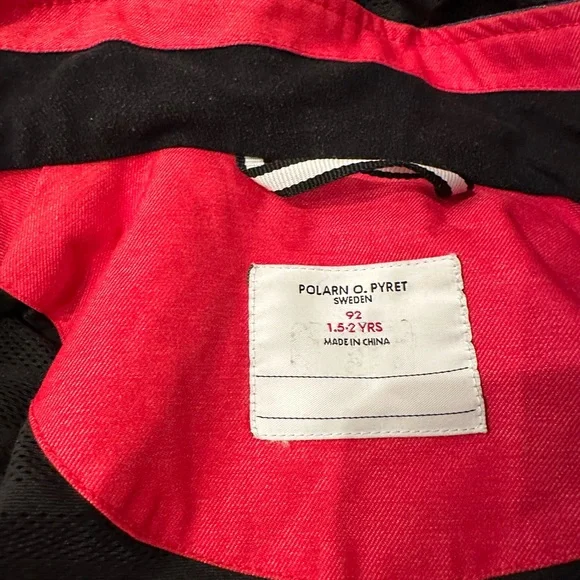 POLARN O. PYRET
SWEDEN
92
1.5-2 YRS
MADE IN CHINA